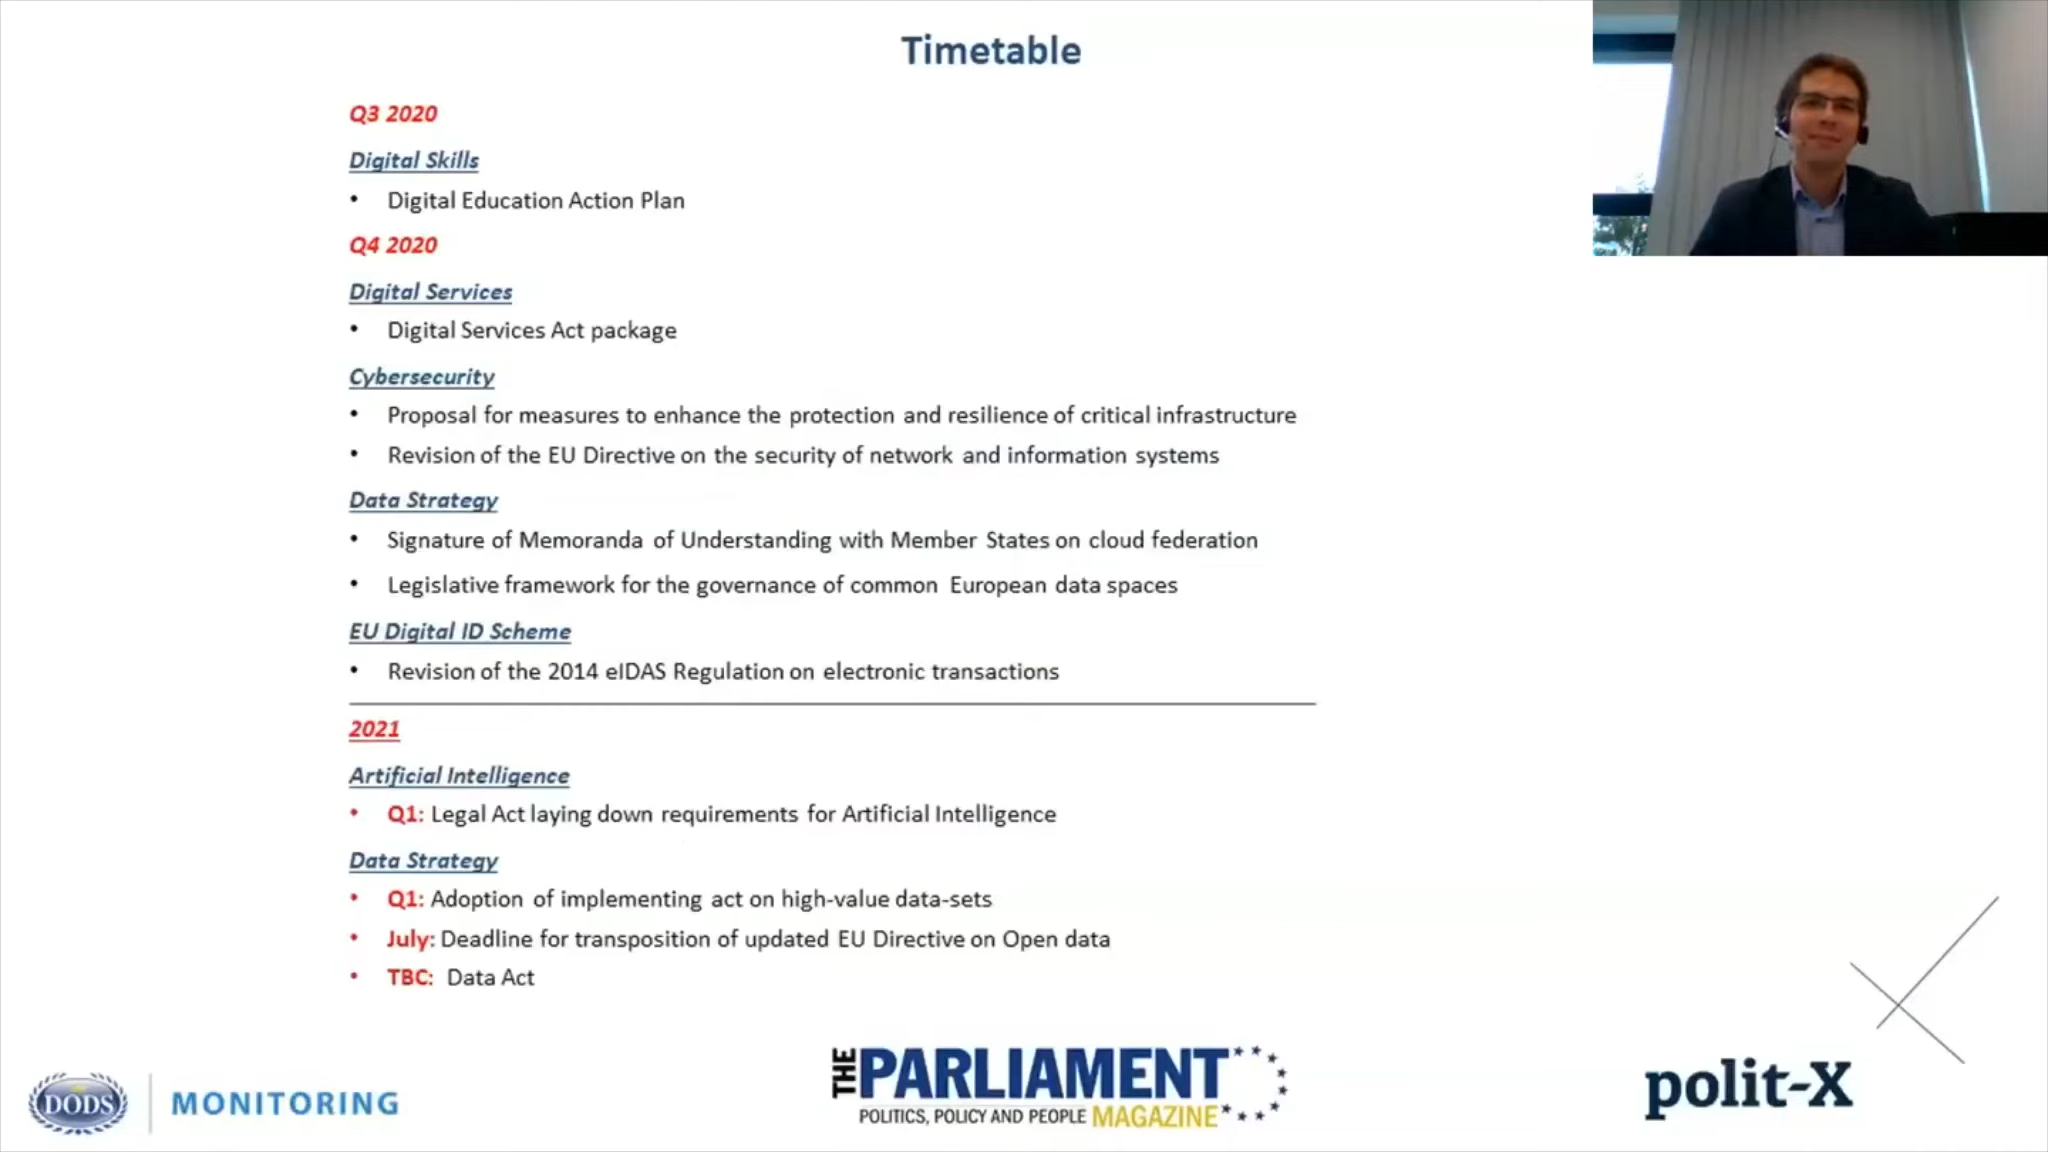 Timetable
Q3 2020
Digital Skills
• Digital Education Action Plan
Q4 2020
Digital Services
• Digital Services Act package
Cybersecurity
• Proposal for measures to enhance the protection and resilience of critical infrastructure
• Revision of the EU Directive on the security of network and information systems
Data Strategy
• Signature of Memoranda of Understanding with Member States on cloud federation
• Legislative framework for the governance of common European data spaces
EU Digital ID Scheme
• Revision of the 2014 eIDAS Regulation on electronic transactions
2021
Artificial Intelligence
• Q1: Legal Act laying down requirements for Artificial Intelligence
Data Strategy
• Q1: Adoption of implementing act on high-value data-sets
• July: Deadline for transposition of updated EU Directive on Open data
• TBC: Data Act
DODS MONITORING
THE PARLIAMENT
POLITICS, POLICY AND PEOPLE MAGAZINE
polit-X